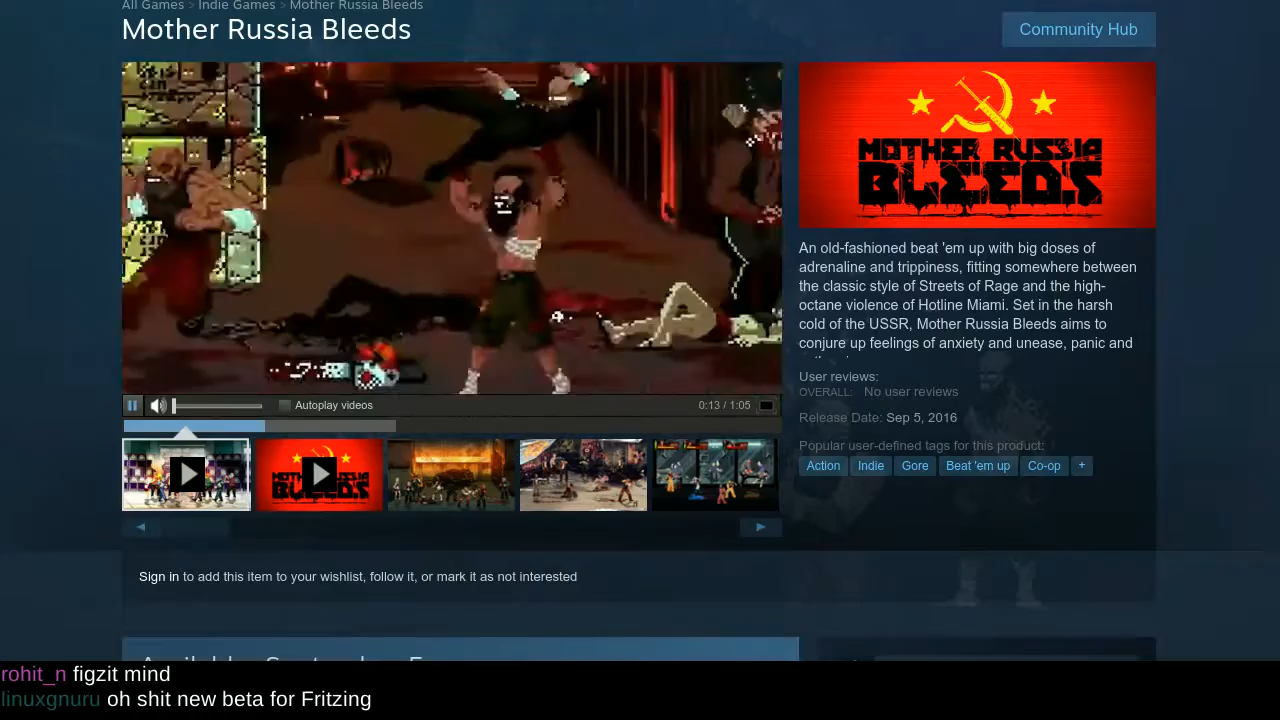 All Games > Indie Games > Mother Russia Bleeds
Mother Russia Bleeds
Community Hub
MOTHER RUSSIA
BLEEDS
An old-fashioned beat 'em up with big doses of
adrenaline and trippiness, fitting somewhere between
the classic style of Streets of Rage and the high-
octane violence of Hotline Miami. Set in the harsh
cold of the USSR, Mother Russia Bleeds aims to
conjure up feelings of anxiety and unease, panic and
User reviews:
OVERALL: No user reviews
Release Date: Sep 5, 2016
Popular user-defined tags for this product:
Action Indie Gore Beat 'em up Co-op +
Autoplay videos 0:13 / 1:05
MOTHER RUSSIA
BLEEDS
Sign in to add this item to your wishlist, follow it, or mark it as not interested
rohit_n figzit mind
linuxgnuru oh shit new beta for Fritzing